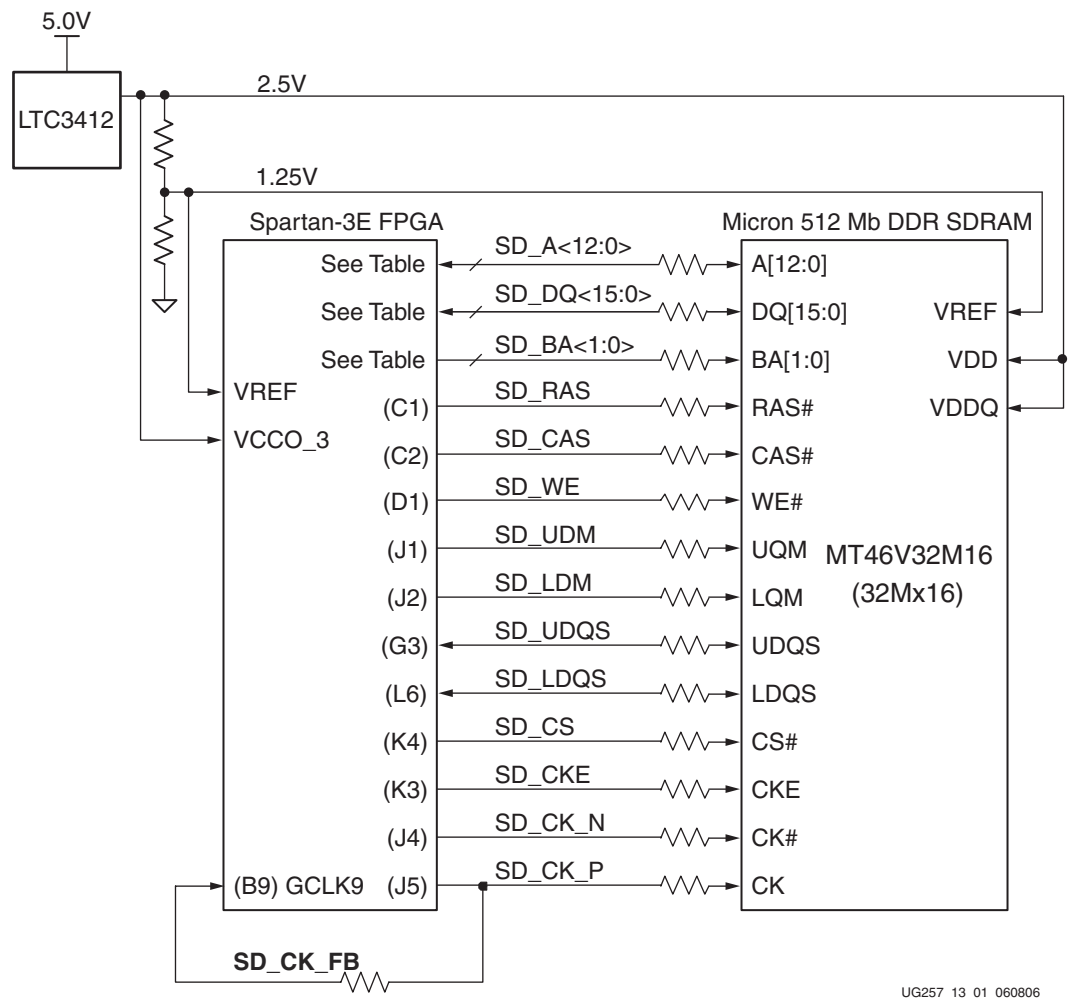 5.0V
LTC3412
2.5V
1.25V
Spartan-3E FPGA
Micron 512 Mb DDR SDRAM
See Table SD_A<12:0> A[12:0]
See Table SD_DQ<15:0> DQ[15:0] VREF
See Table SD_BA<1:0> BA[1:0] VDD
VREF
(C1) SD_RAS RAS# VDDQ
VCCO_3
(C2) SD_CAS CAS#
(D1) SD_WE WE#
(J1) SD_UDM UQM MT46V32M16
(J2) SD_LDM LQM (32Mx16)
(G3) SD_UDQS UDQS
(L6) SD_LDQS LDQS
(K4) SD_CS CS#
(K3) SD_CKE CKE
(J4) SD_CK_N CK#
(B9) GCLK9 (J5) SD_CK_P CK
SD_CK_FB
UG257_13_01_060806